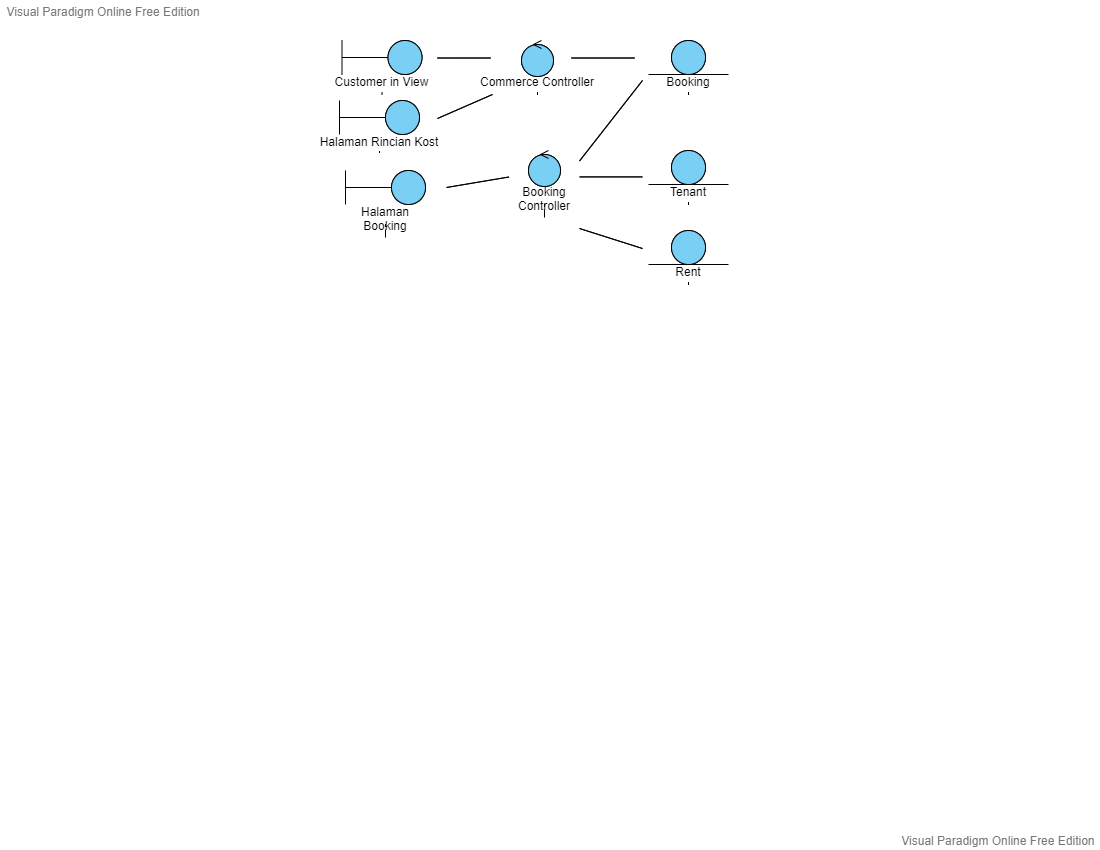 Visual Paradigm Online Free Edition
Customer in View
Commerce Controller
Booking
Halaman Rincian Kost
Halaman
Booking
Booking
Controller
Tenant
Rent
Visual Paradigm Online Free Edition